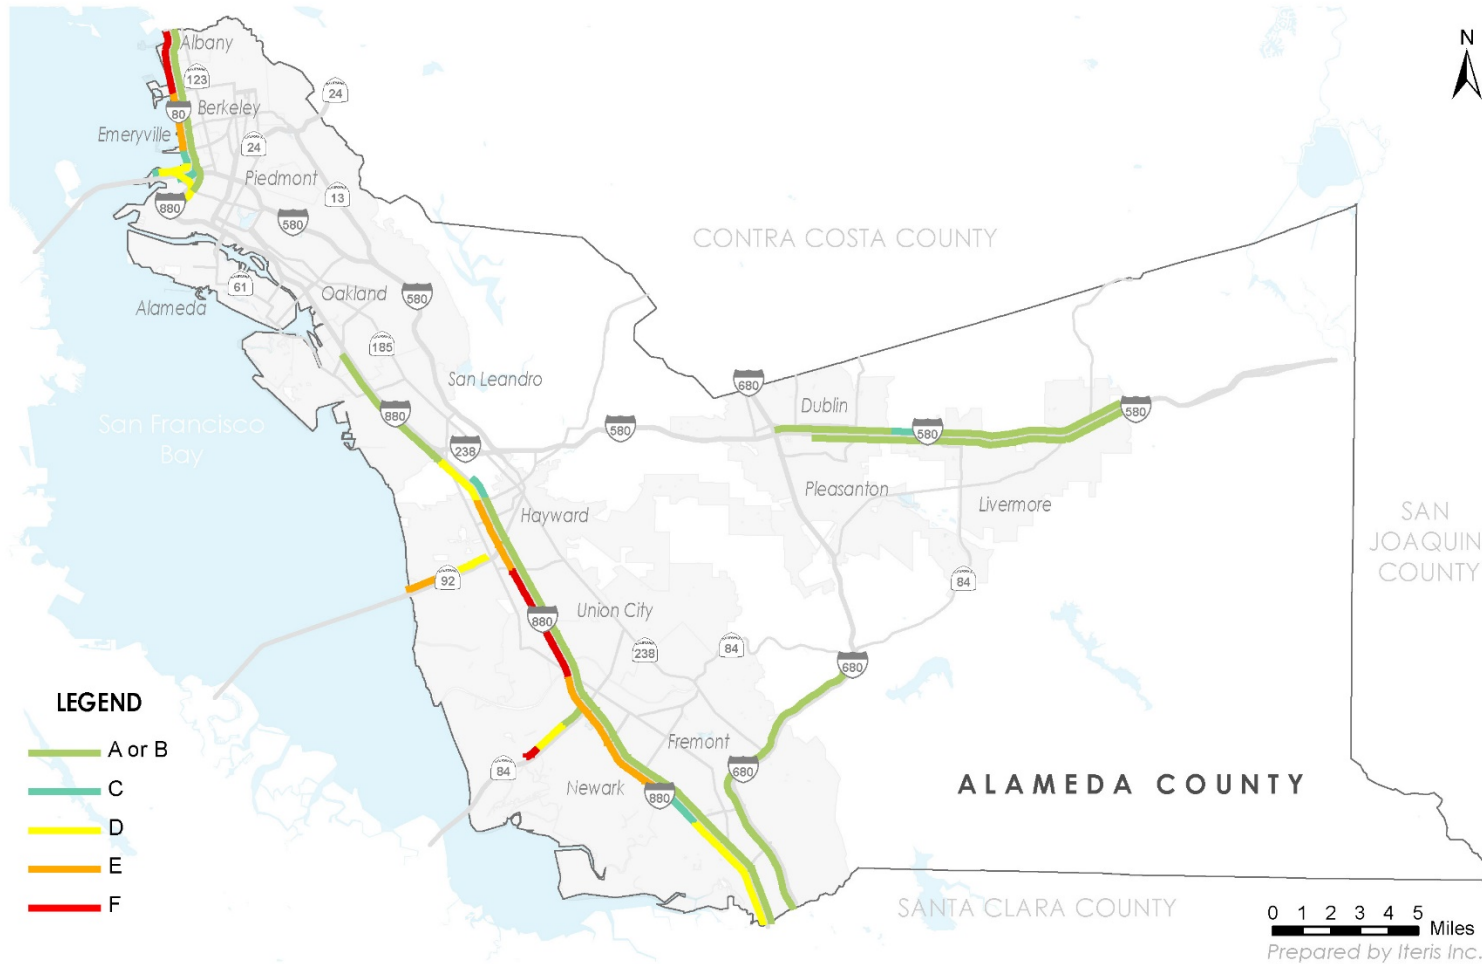 N
Albany
123
24
80
Berkeley
Emeryville
24
Piedmont
13
880
580
CONTRA COSTA COUNTY
61
Oakland
580
Alameda
185
San Leandro
680
Dublin
880
580
580
580
San Francisco
Bay
238
Pleasanton
Livermore
Hayward
SAN
JOAQUIN
COUNTY
92
84
Union City
880
238
84
680
LEGEND
A or B
C
D
E
F
Fremont
84
680
Newark
880
ALAMEDA COUNTY
SANTA CLARA COUNTY
0 1 2 3 4 5
Miles
Prepared by Iteris Inc.